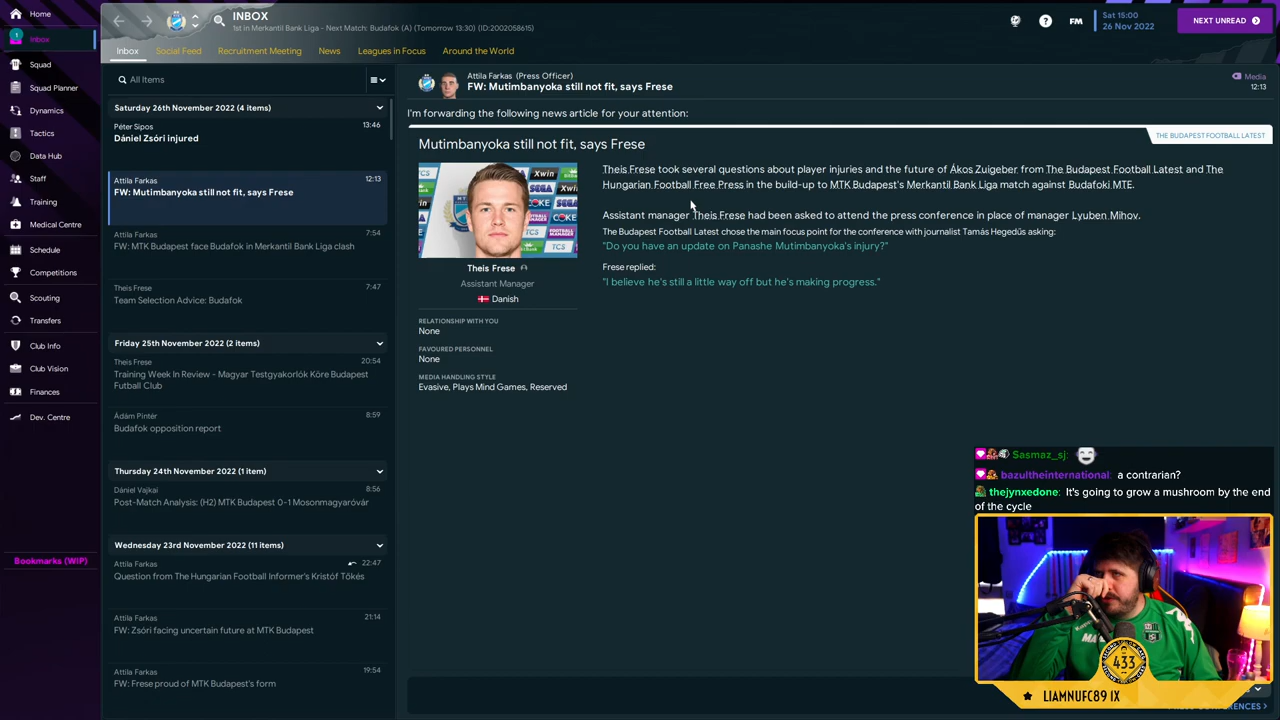 Home
Inbox
1
Squad
Squad Planner
Dynamics
Tactics
Data Hub
Staff
Training
Medical Centre
Schedule
Competitions
Scouting
Transfers
Club Info
Club Vision
Finances
Dev. Centre
Bookmarks (WIP)
INBOX
1st in Merkantil Bank Liga - Next Match: Budafok (A) (Tomorrow 13:30) (ID:2002058615)
FM
Sat 15:00
26 Nov 2022
NEXT UNREAD
Inbox
Social Feed
Recruitment Meeting
News
Leagues in Focus
Around the World
All Items
Saturday 26th November 2022 (4 items)
Péter Sipos
13:46
Dániel Zsóri injured
Attila Farkas
12:13
FW: Mutimbanyoka still not fit, says Frese
Attila Farkas
7:54
FW: MTK Budapest face Budafok in Merkantil Bank Liga clash
Theis Frese
7:47
Team Selection Advice: Budafok
Friday 25th November 2022 (2 items)
Theis Frese
20:54
Training Week In Review - Magyar Testgyakorlók Köre Budapest
Futball Club
Ádám Pintér
8:59
Budafok opposition report
Thursday 24th November 2022 (1 item)
Dániel Vajkai
8:56
Post-Match Analysis: (H2) MTK Budapest 0-1 Mosonmagyaróvár
Wednesday 23rd November 2022 (11 items)
Attila Farkas
22:47
Question from The Hungarian Football Informer's Kristóf Tőkés
Attila Farkas
21:14
FW: Zsóri facing uncertain future at MTK Budapest
Attila Farkas
19:54
FW: Frese proud of MTK Budapest's form
Attila Farkas (Press Officer)
FW: Mutimbanyoka still not fit, says Frese
Media
12:13
I'm forwarding the following news article for your attention:
THE BUDAPEST FOOTBALL LATEST
Mutimbanyoka still not fit, says Frese
Theis Frese took several questions about player injuries and the future of Ákos Zuigeber from The Budapest Football Latest and The
Hungarian Football Free Press in the build-up to MTK Budapest's Merkantil Bank Liga match against Budafoki MTE.
Assistant manager Theis Frese had been asked to attend the press conference in place of manager Lyuben Mihov.
The Budapest Football Latest chose the main focus point for the conference with journalist Tamás Hegedűs asking:
"Do you have an update on Panashe Mutimbanyoka's injury?"
Frese replied:
"I believe he's still a little way off but he's making progress."
Theis Frese
Assistant Manager
Danish
RELATIONSHIP WITH YOU
None
FAVOURED PERSONNEL
None
MEDIA HANDLING STYLE
Evasive, Plays Mind Games, Reserved
Sasmaz_sj:
bazultheinternational: a contrarian?
thejynxedone: It's going to grow a mushroom by the end
of the cycle
433
LIAMNUFC89 IX